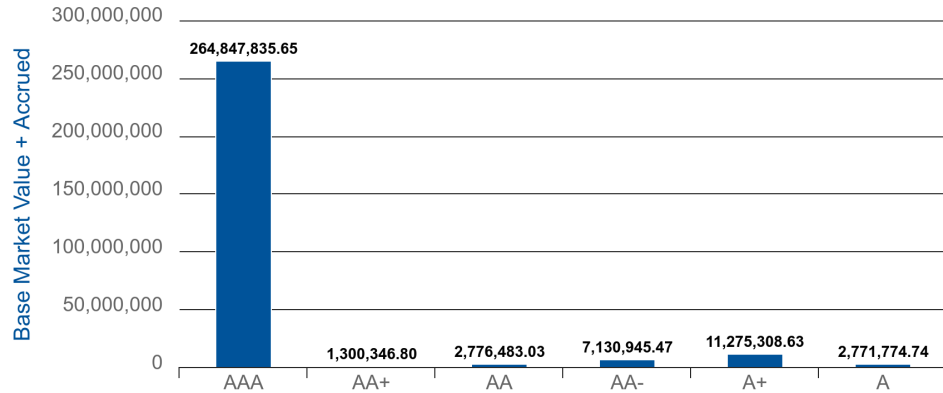 Base Market Value + Accrued
300,000,000
250,000,000
200,000,000
150,000,000
100,000,000
50,000,000
0
264,847,835.65
1,300,346.80
2,776,483.03
7,130,945.47
11,275,308.63
2,771,774.74
AAA
AA+
AA
AA-
A+
A